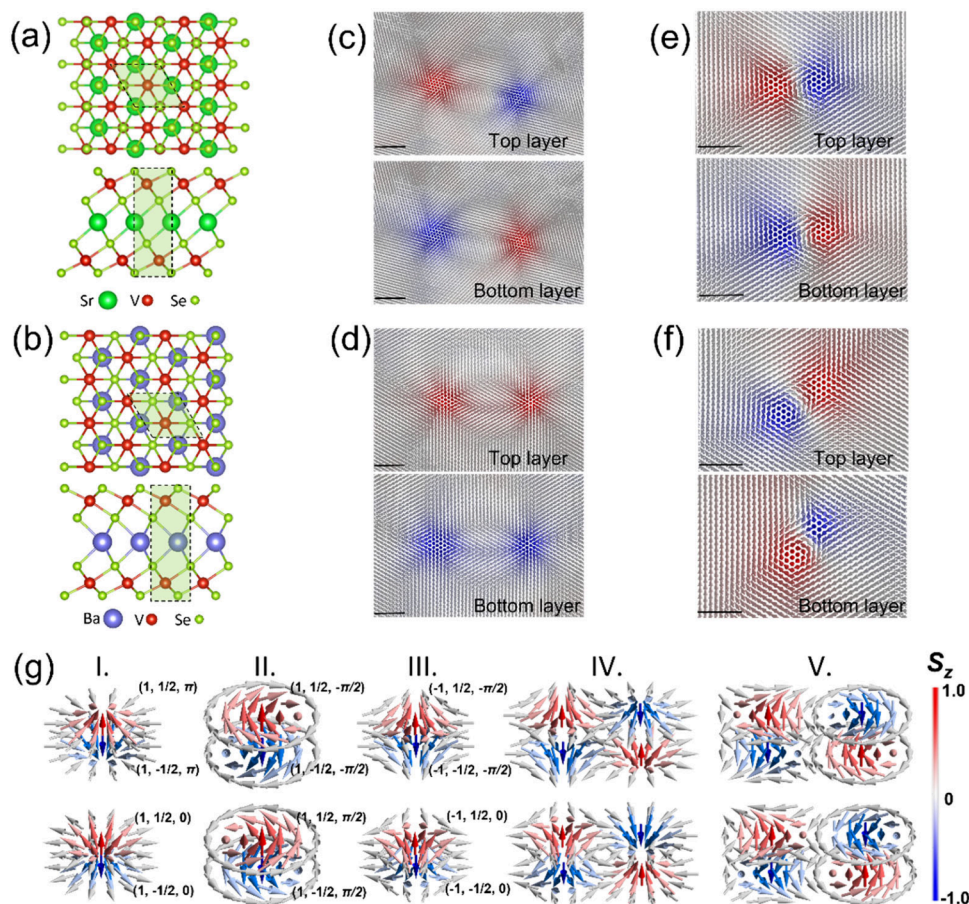 (a)
Sr V Se
(b)
Ba V Se
(c)
Top layer
Bottom layer
(d)
Top layer
Bottom layer
(e)
Top layer
Bottom layer
(f)
Top layer
Bottom layer
(g)
I. II. III. IV. V.
(1, 1/2, π) (1, 1/2, -π/2) (-1, 1/2, -π/2)
(1, -1/2, π) (1, -1/2, -π/2) (-1, -1/2, -π/2)
(1, 1/2, 0) (1, 1/2, π/2) (-1, 1/2, 0)
(1, -1/2, 0) (1, -1/2, π/2) (-1, -1/2, 0)
Sz
1.0
0
-1.0